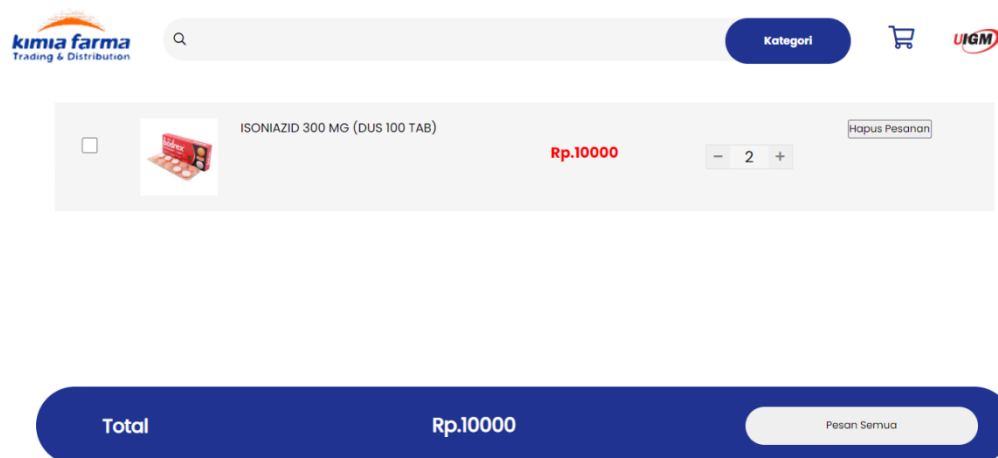 kimia farma
Trading & Distribution
Kategori
UIGM
ISONIAZID 300 MG (DUS 100 TAB)
Rp.10000
− 2 +
Hapus Pesanan
Total
Rp.10000
Pesan Semua